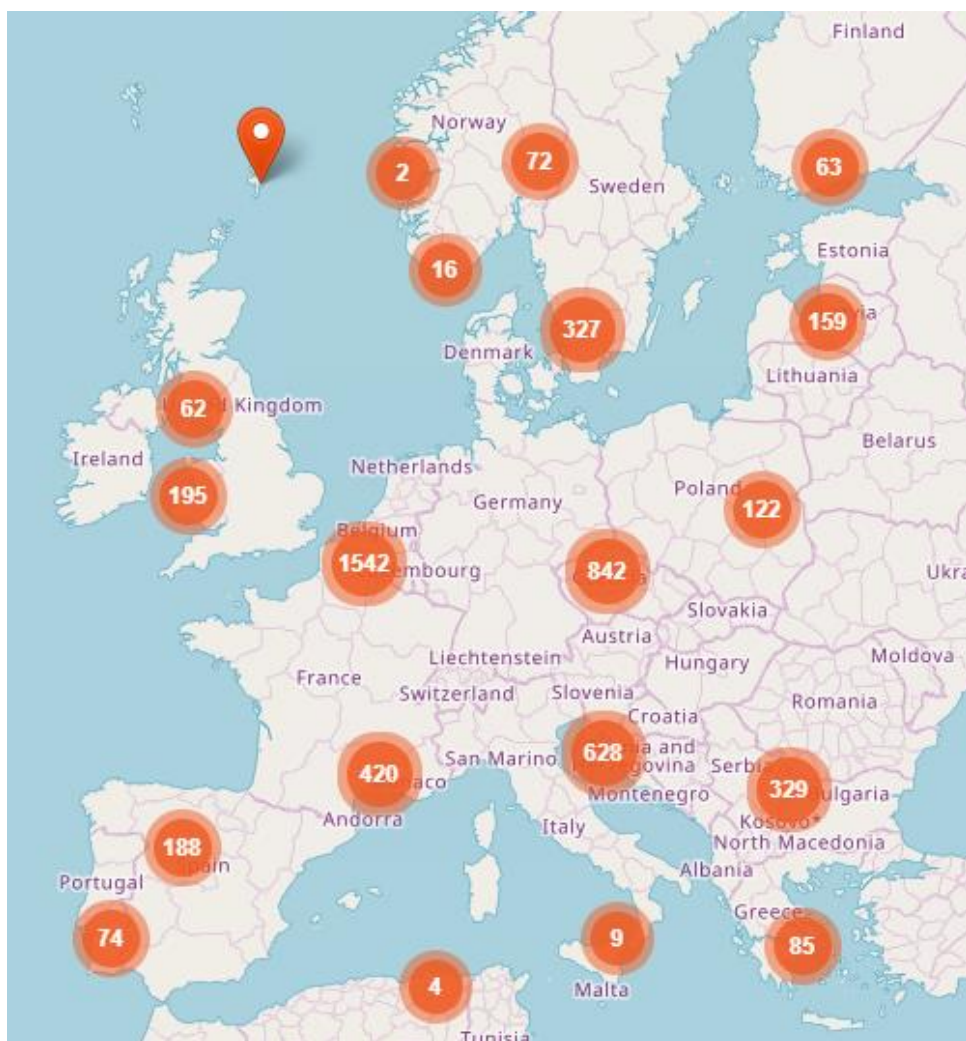 Finland
Norway
2
72
63
Sweden
Estonia
16
327
159
Denmark
Lithuania
62
Kingdom
Belarus
Ireland
Netherlands
195
Germany
Poland
122
Belgium
1542
842
Slovakia
Austria
Liechtenstein
Hungary
Moldova
France
Switzerland
Slovenia
Romania
Croatia
628
San Marino
420
329
Montenegro
Andorra
Kosovo*
Italy
North Macedonia
188
Albania
Portugal
Greece
74
9
85
4
Malta
Tunisia